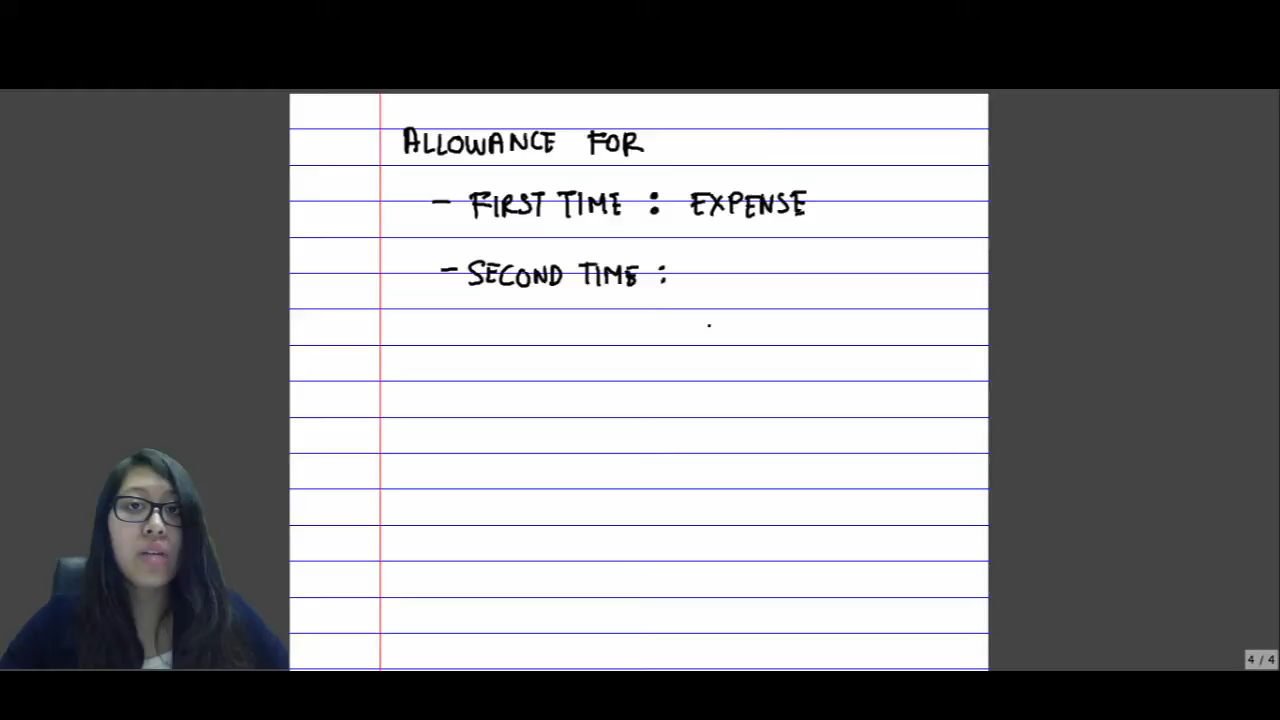 ALLOWANCE FOR
- FIRST TIME : EXPENSE
- SECOND TIME :
4 / 4